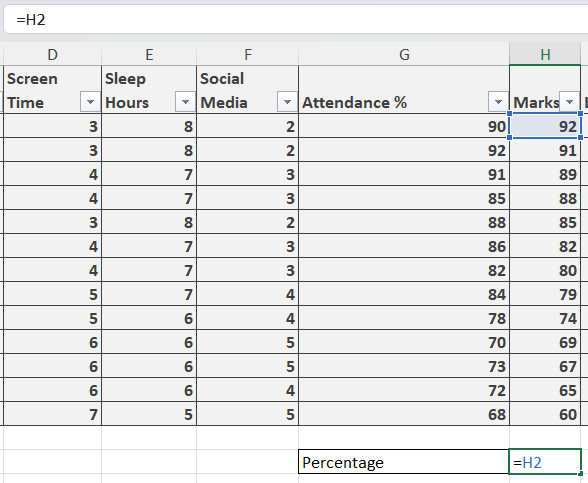 =H2
D E F G H
Screen Sleep Social
Time Hours Media Attendance % Marks
3 8 2 90 92
3 8 2 92 91
4 7 3 91 89
4 7 3 85 88
3 8 2 88 85
4 7 3 86 82
4 7 3 82 80
5 7 4 84 79
5 6 4 78 74
6 6 5 70 69
6 6 5 73 67
6 6 4 72 65
7 5 5 68 60
Percentage =H2